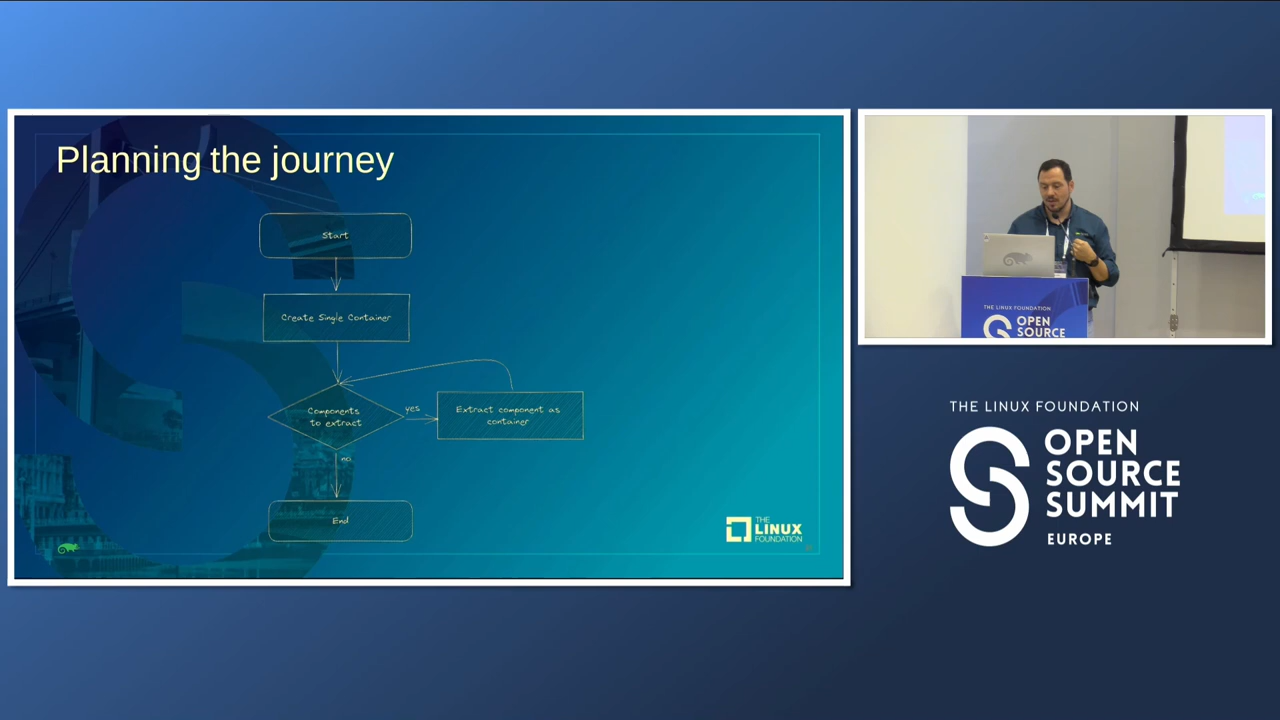 Planning the journey
Start
Create Single Container
Components
to extract
yes
Extract component as
container
no
End
THE
LINUX
FOUNDATION
THE LINUX FOUNDATION
OPEN
SOURCE
THE LINUX FOUNDATION
OPEN
SOURCE
SUMMIT
EUROPE